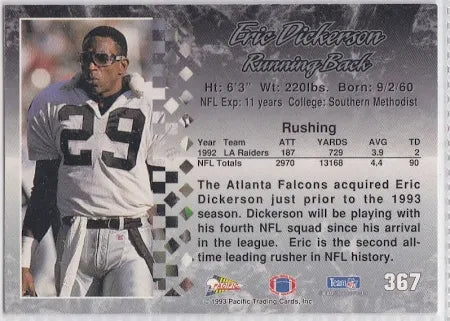 Eric Dickerson
Running Back
Ht: 6'3" Wt: 220lbs. Born: 9/2/60
NFL Exp: 11 years College: Southern Methodist
Rushing
Year Team ATT YARDS AVG TD
1992 LA Raiders 187 729 3.9 2
NFL Totals 2970 13168 4.4 90
The Atlanta Falcons acquired Eric
Dickerson just prior to the 1993
season. Dickerson will be playing with
his fourth NFL squad since his arrival
in the league. Eric is the second all-
time leading rusher in NFL history.
29
Team NFL
367
© 1993 Pacific Trading Cards, Inc.